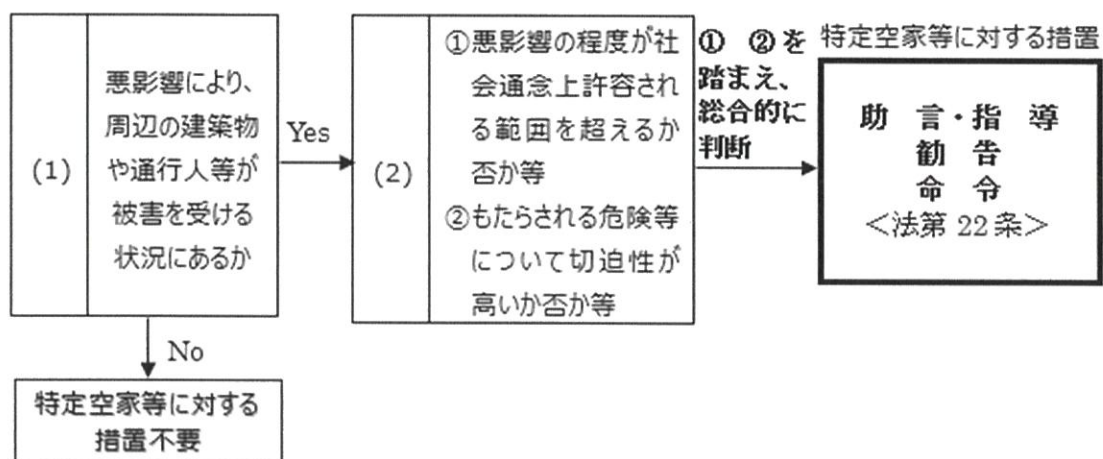 (1)
悪影響により、
周辺の建築物
や通行人等が
被害を受ける
状況にあるか
Yes
(2)
①悪影響の程度が社
会通念上許容され
る範囲を超えるか
否か等
②もたらされる危険等
について切迫性が
高いか否か等
① ②を
踏まえ、
総合的に
判断
特定空家等に対する措置
助 言・指 導
勧 告
命 令
＜法第 22 条＞
No
特定空家等に対する
措置不要